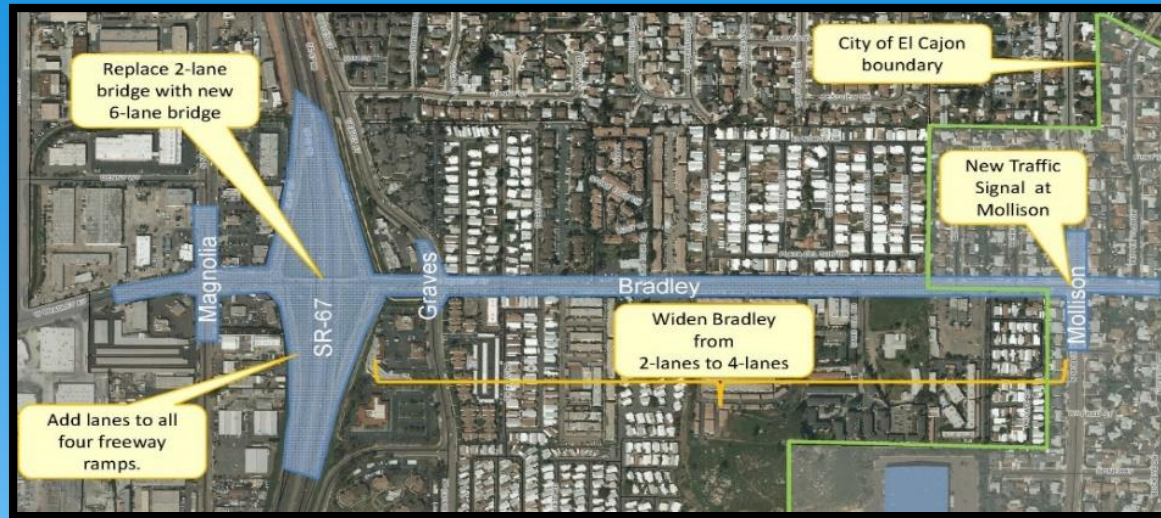 Replace 2-lane
bridge with new
6-lane bridge
City of El Cajon
boundary
New Traffic
Signal at
Mollison
Magnolia
SR-67
Graves
Bradley
Mollison
Widen Bradley
from
2-lanes to 4-lanes
Add lanes to all
four freeway
ramps.